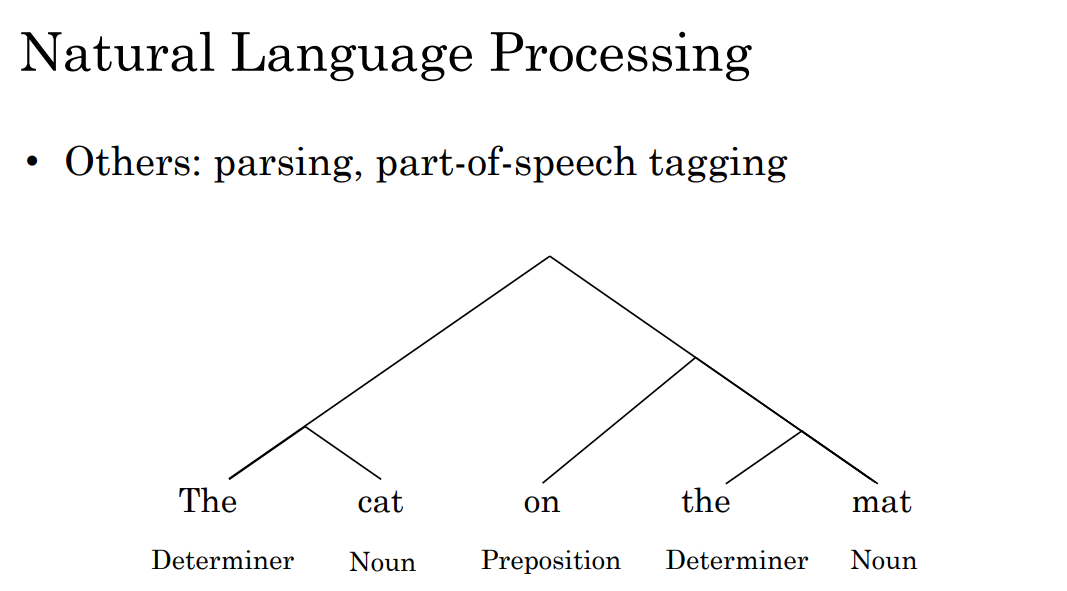 Natural Language Processing
• Others: parsing, part-of-speech tagging
The cat on the mat
Determiner Noun Preposition Determiner Noun